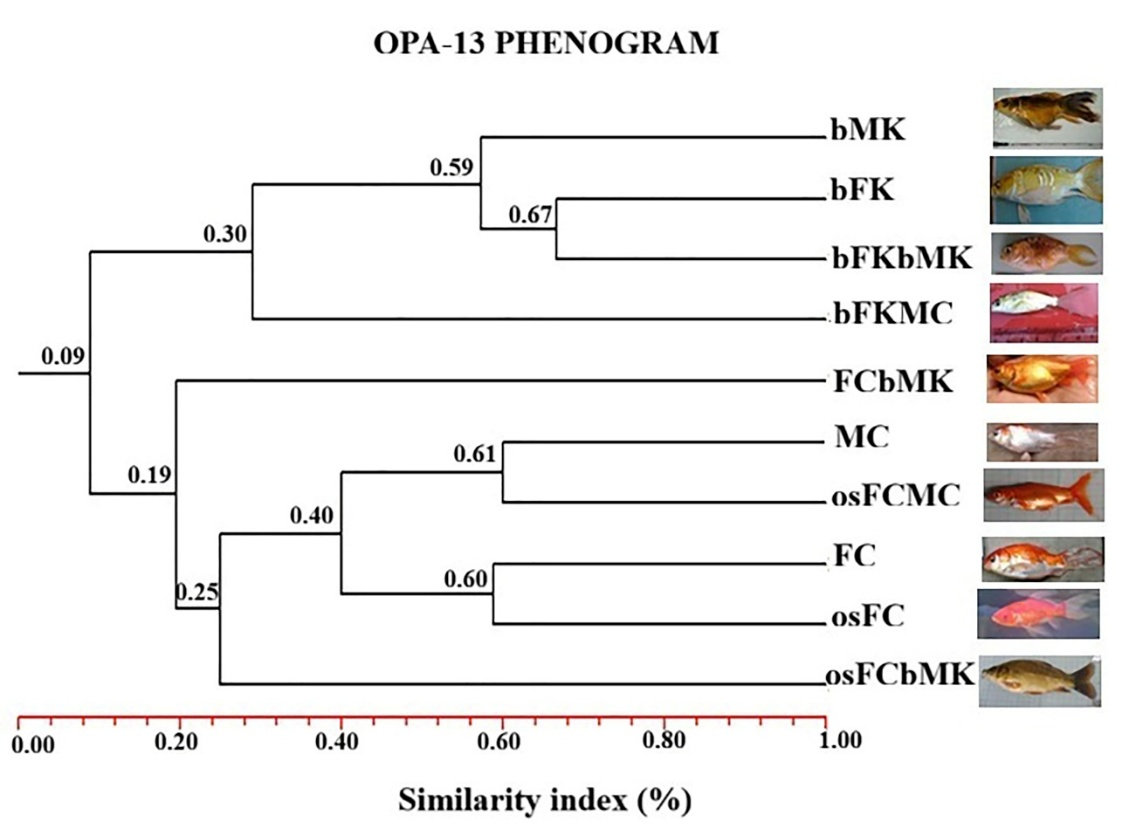 OPA-13 PHENOGRAM
bMK
0.59
bFK
0.67
0.30
bFKbMK
bFKMC
0.09
FCbMK
MC
0.61
0.19
osFCMC
0.40
FC
0.60
0.25
osFC
osFCbMK
0.00 0.20 0.40 0.60 0.80 1.00
Similarity index (%)